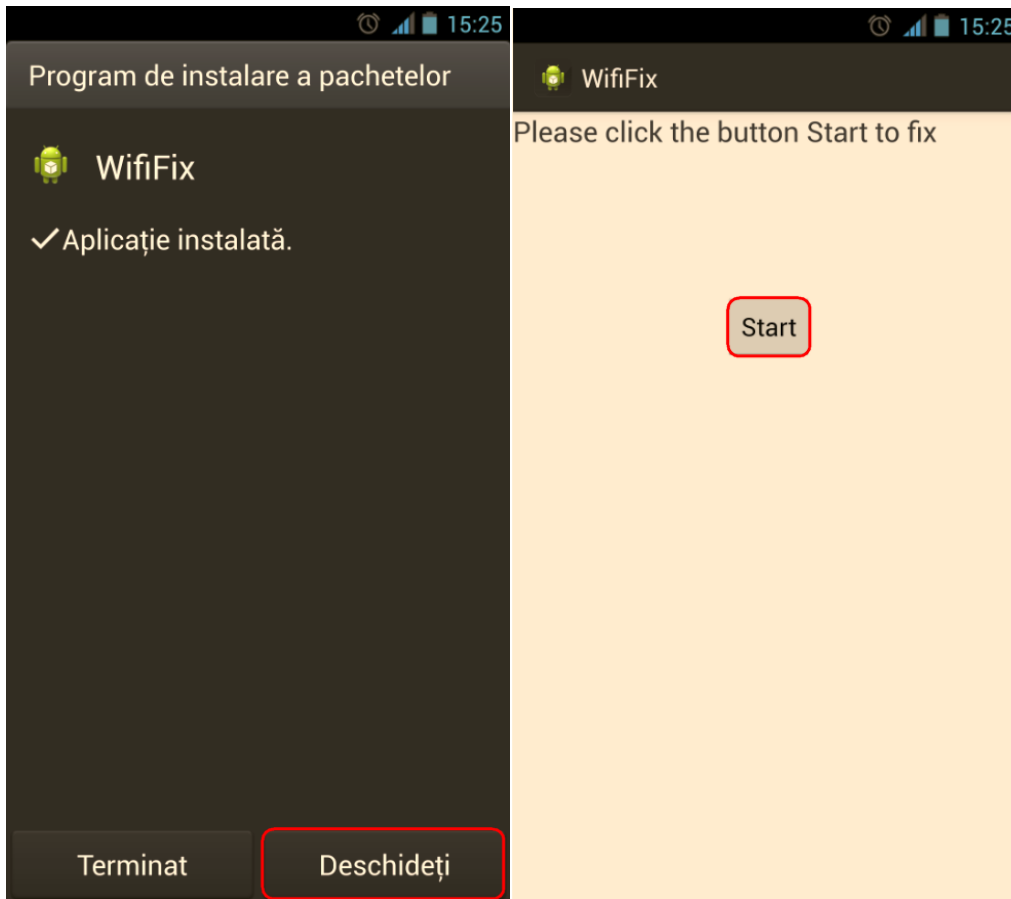 15:25
Program de instalare a pachetelor
WifiFix
Aplicație instalată.
Terminat
Deschideți
15:25
WifiFix
Please click the button Start to fix
Start